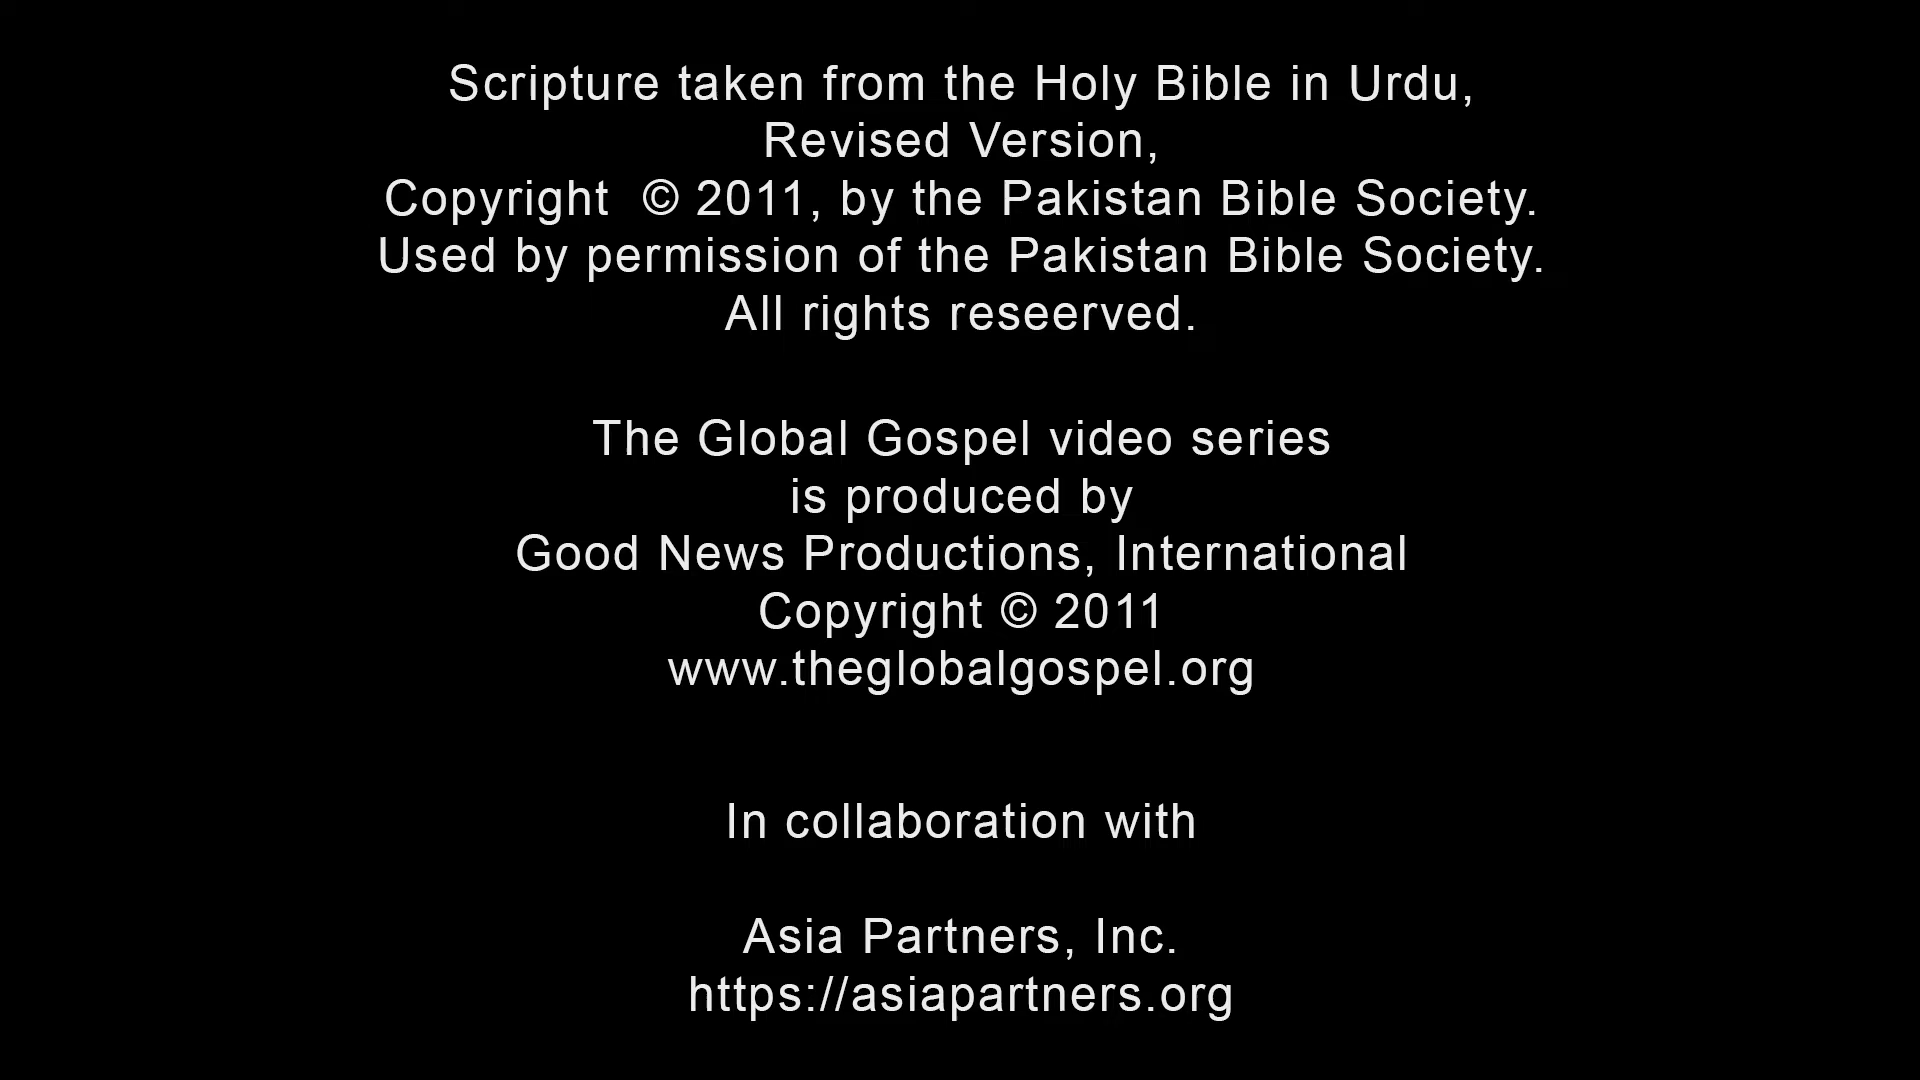 Scripture taken from the Holy Bible in Urdu,
Revised Version,
Copyright  © 2011, by the Pakistan Bible Society.
Used by permission of the Pakistan Bible Society.
All rights reseerved.
The Global Gospel video series
is produced by
Good News Productions, International
Copyright © 2011
www.theglobalgospel.org
In collaboration with
Asia Partners, Inc.
https://asiapartners.org